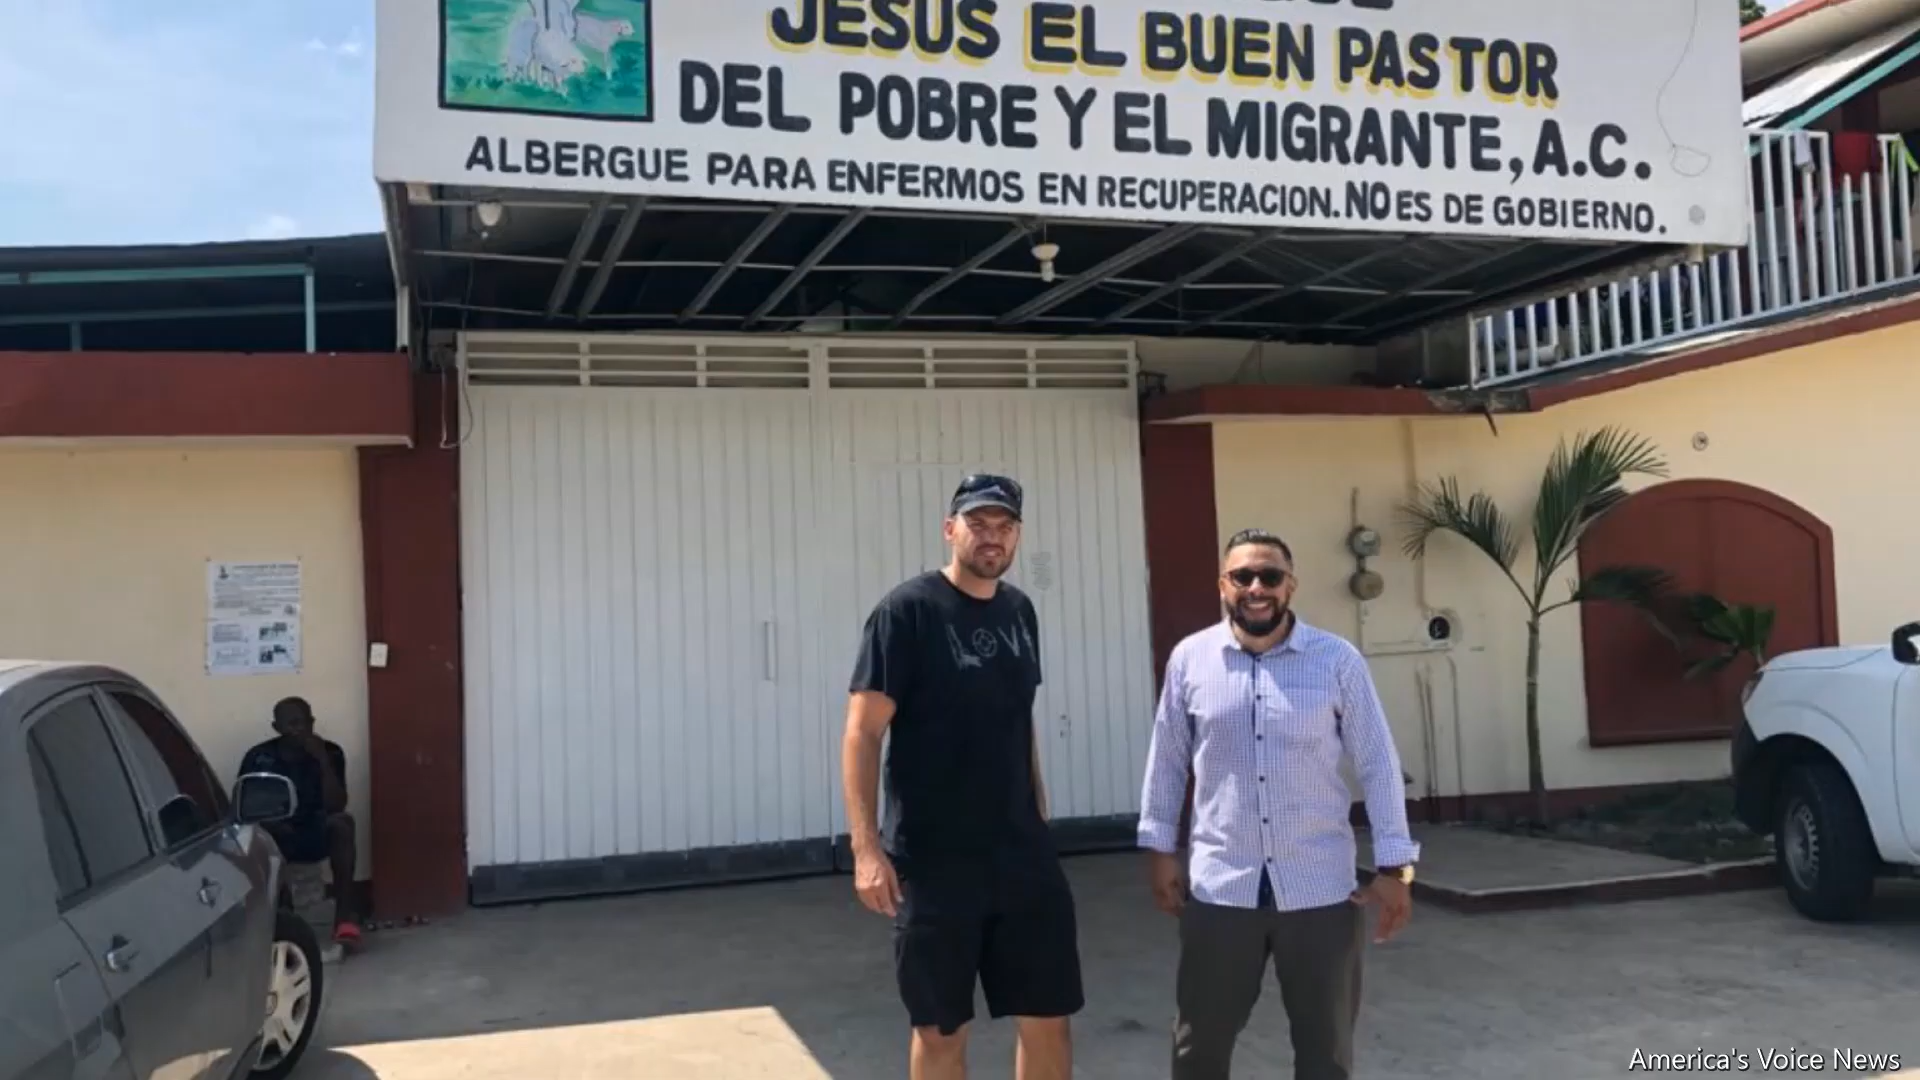 JESUS EL BUEN PASTOR
DEL POBRE Y EL MIGRANTE, A.C.
ALBERGUE PARA ENFERMOS EN RECUPERACION. NO ES DE GOBIERNO.
LOV
America's Voice News